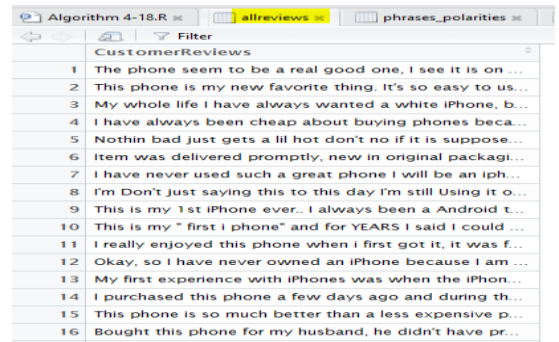 Algorithm 4-18.R allreviews phrases_polarities
Filter
CustomerReviews
1 The phone seem to be a real good one, I see it is on ...
2 This phone is my new favorite thing. It's so easy to us...
3 My whole life I have always wanted a white iPhone, b...
4 I have always been cheap about buying phones beca...
5 Nothin bad just gets a lil hot don't no if it is suppose...
6 Item was delivered promptly, new in original packagi...
7 I have never used such a great phone I will be an iph...
8 I'm Don't just saying this to this day I'm still Using it o...
9 This is my 1st iPhone ever.. I always been a Android t...
10 This is my " first i phone" and for YEARS I said I could ...
11 I really enjoyed this phone when i first got it, it was f...
12 Okay, so I have never owned an iPhone because I am ...
13 My first experience with iPhones was when the iPhon...
14 I purchased this phone a few days ago and during th...
15 This phone is so much better than a less expensive p...
16 Bought this phone for my husband, he didn't have pr...